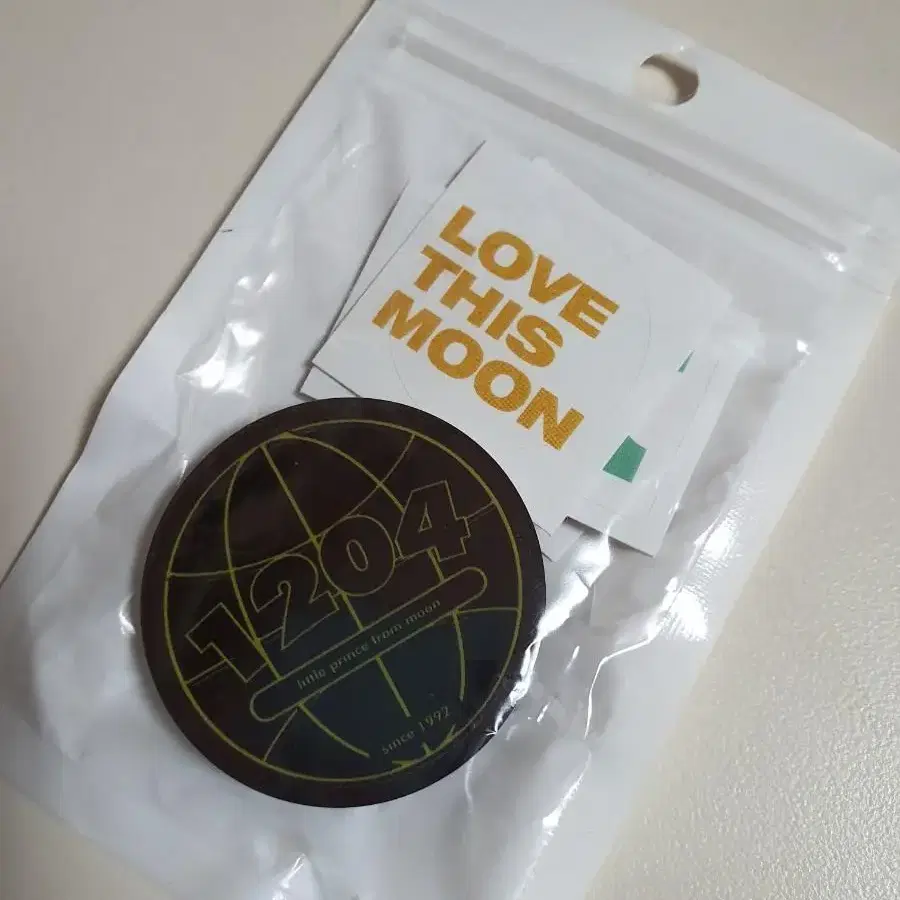 LOVE
THIS
MOON
1204
little prince from moon
since 1992